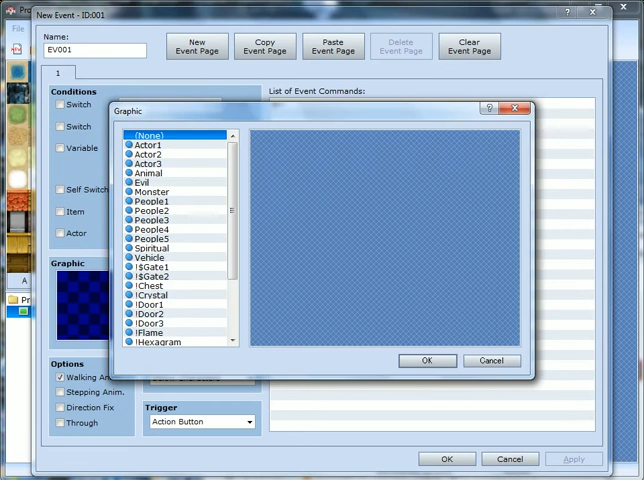 Pro
New Event - ID:001
File
Name:
EV001
New
Event Page
Copy
Event Page
Paste
Event Page
Delete
Event Page
Clear
Event Page
1
Conditions
Switch
Switch
Variable
Self Switch
Item
Actor
List of Event Commands:
Graphic
(None)
Actor1
Actor2
Actor3
Animal
Evil
Monster
People1
People2
People3
People4
People5
Spiritual
Vehicle
!$Gate1
!$Gate2
!Chest
!Crystal
!Door1
!Door2
!Door3
!Flame
!Hexagram
OK
Cancel
A
Pr
Graphic
Options
Walking An
Stepping Anim.
Direction Fix
Through
Trigger
Action Button
OK
Cancel
Apply